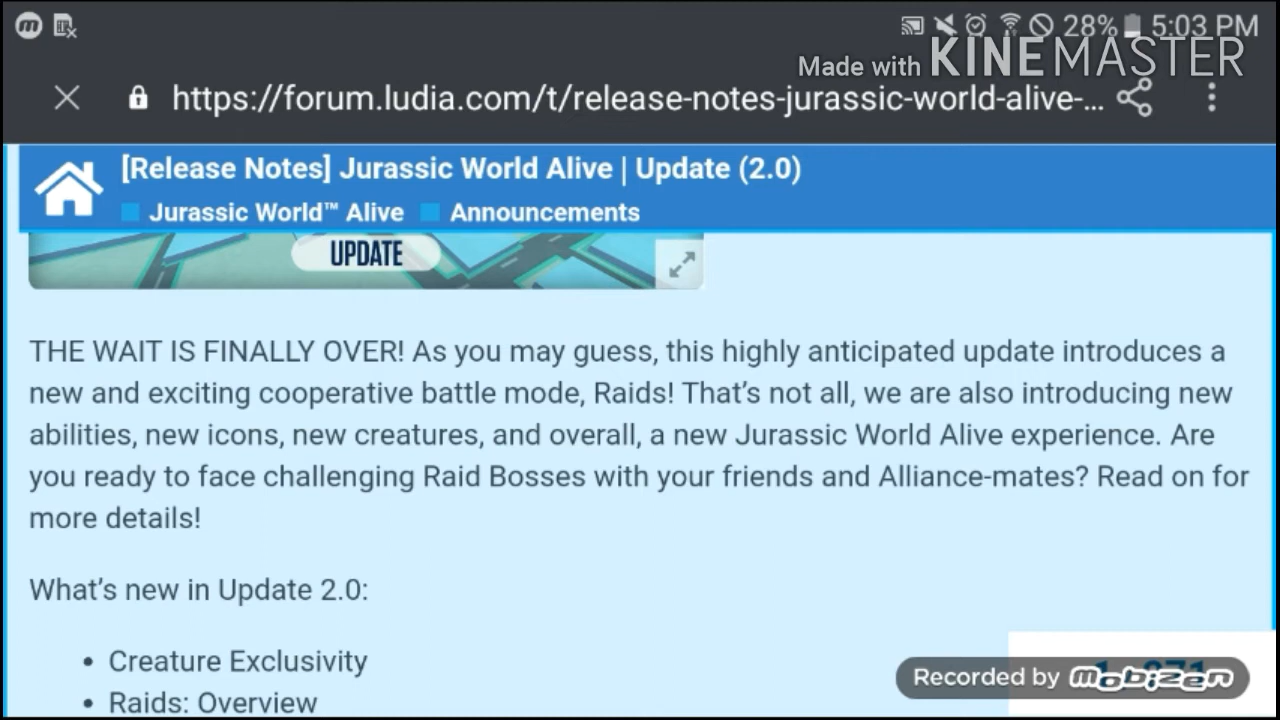 28% 5:03 PM
Made with KINEMASTER
https://forum.ludia.com/t/release-notes-jurassic-world-alive-...
[Release Notes] Jurassic World Alive | Update (2.0)
Jurassic World™ Alive Announcements
UPDATE
THE WAIT IS FINALLY OVER! As you may guess, this highly anticipated update introduces a
new and exciting cooperative battle mode, Raids! That's not all, we are also introducing new
abilities, new icons, new creatures, and overall, a new Jurassic World Alive experience. Are
you ready to face challenging Raid Bosses with your friends and Alliance-mates? Read on for
more details!
What's new in Update 2.0:
• Creature Exclusivity
• Raids: Overview
Recorded by mobizen